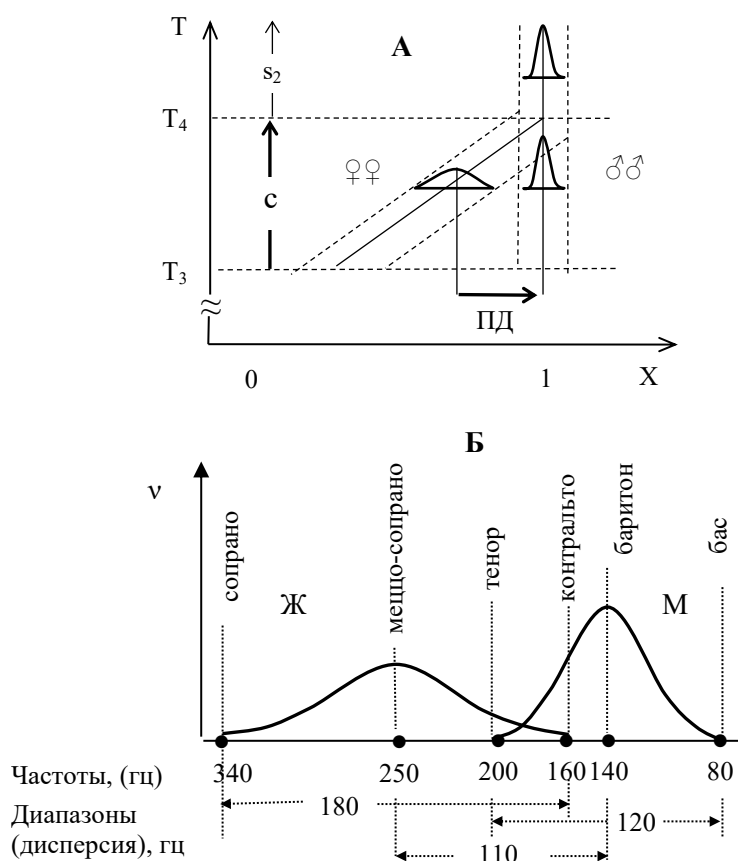 T
А
s2
T4
♀♀
♂♂
c
T3
ПД
0
1
X
Б
ν
сопрано
меццо-сопрано
тенор
контральто
баритон
бас
Ж
М
Частоты, (гц)
340
250
200
160
140
80
Диапазоны
(дисперсия), гц
180
120
110